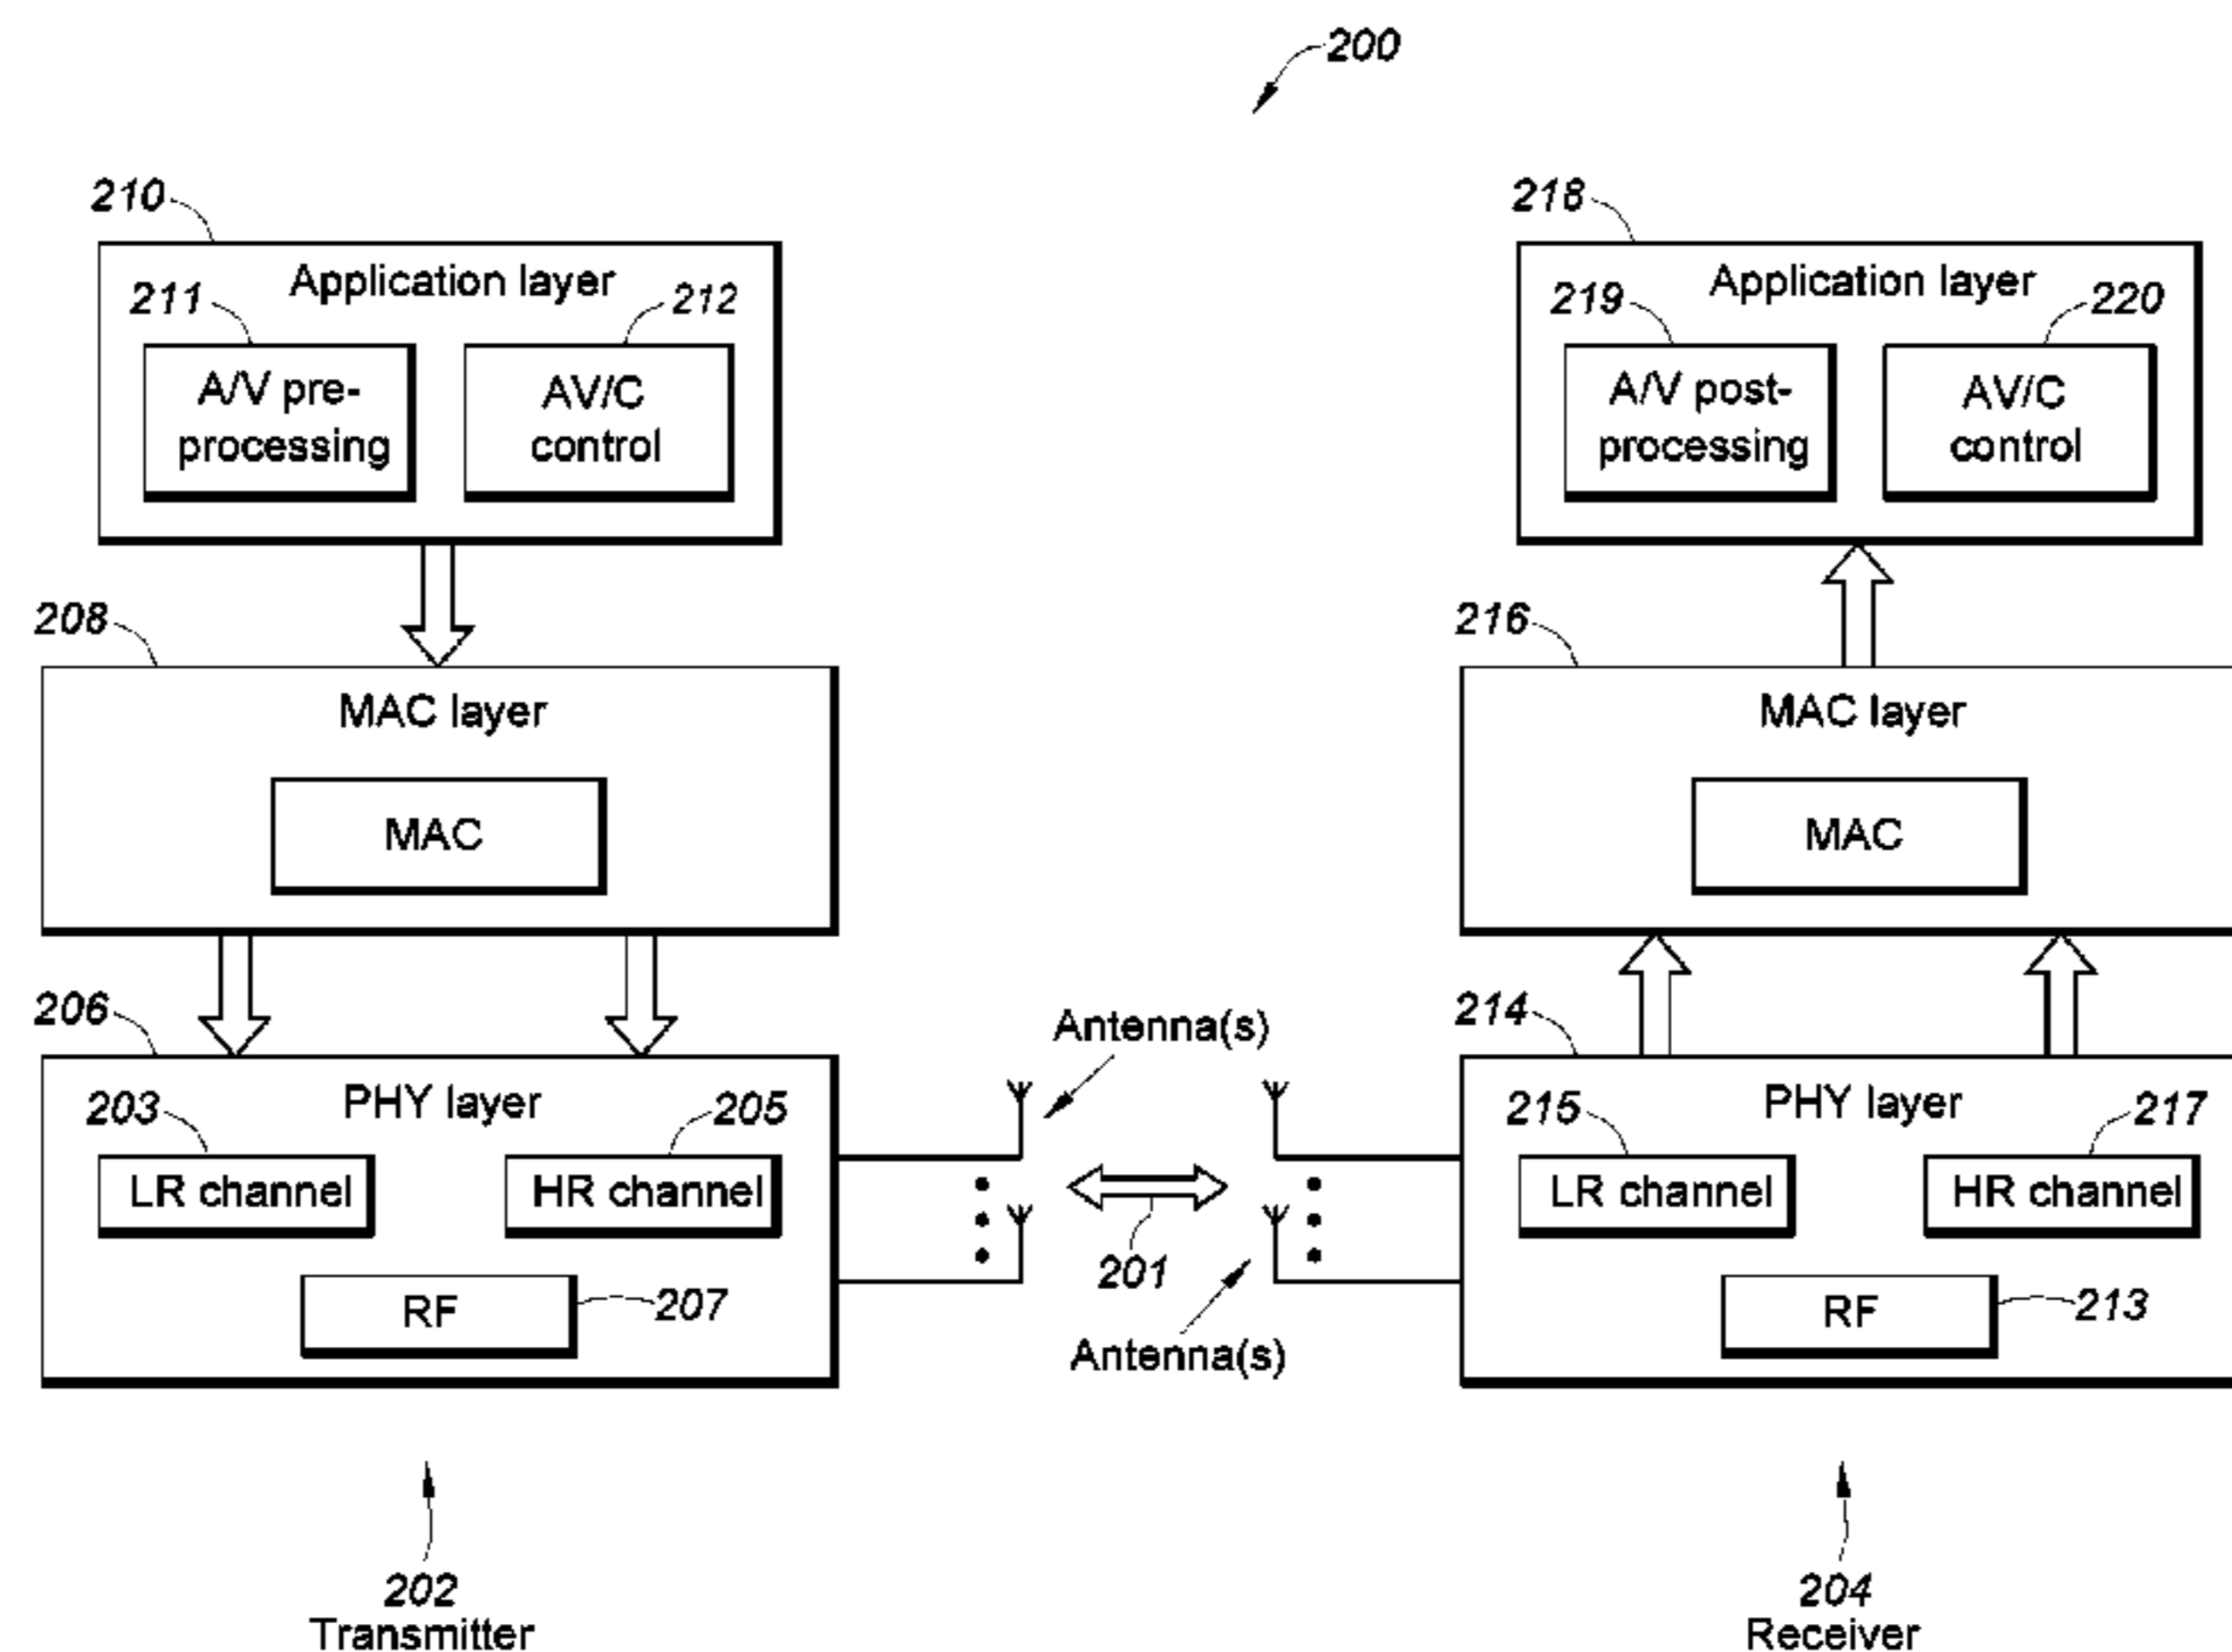 200
210
218
Application layer
Application layer
211
212
219
220
A/V pre-
processing
AV/C
control
A/V post-
processing
AV/C
control
208
216
MAC layer
MAC layer
MAC
MAC
206
214
Antenna(s)
PHY layer
PHY layer
203
205
215
217
LR channel
HR channel
LR channel
HR channel
201
RF
207
RF
213
Antenna(s)
202
Transmitter
204
Receiver